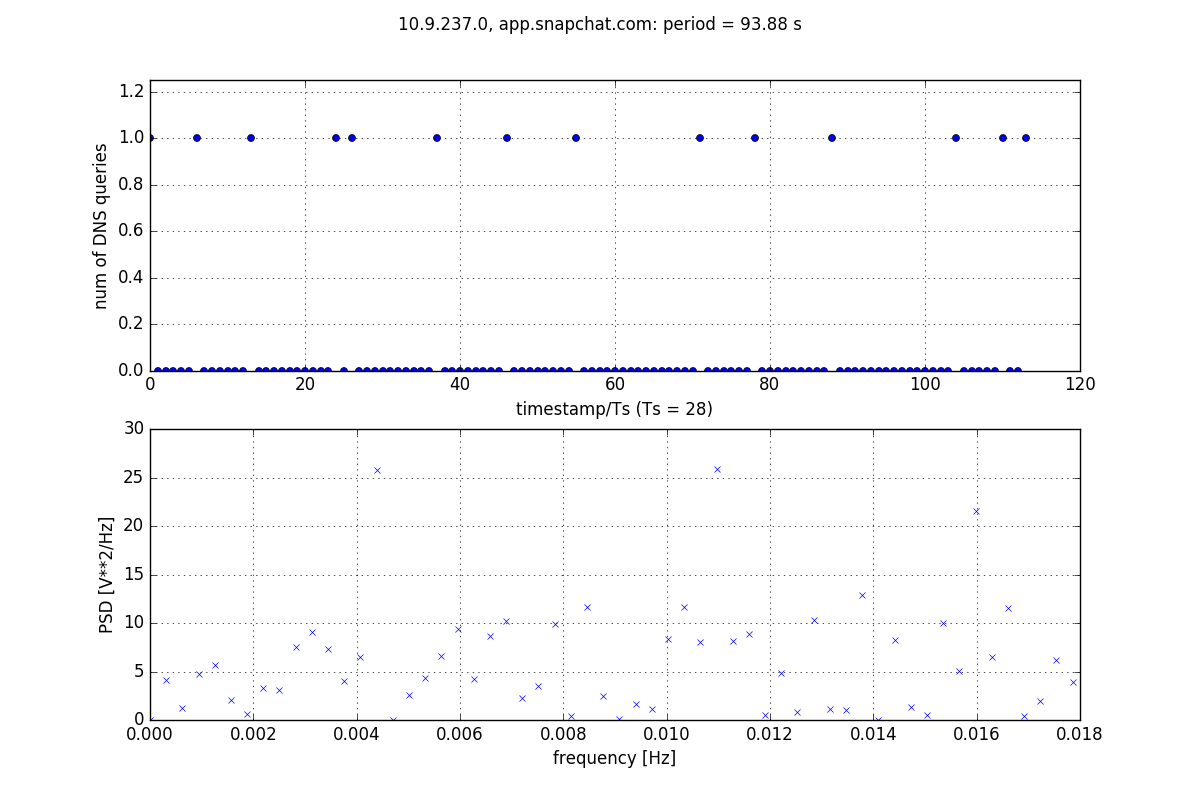 10.9.237.0, app.snapchat.com: period = 93.88 s
1.2
1.0
0.8
0.6
0.4
0.2
0.0
num of DNS queries
0 20 40 60 80 100 120
timestamp/Ts (Ts = 28)
30
25
20
15
10
5
0
PSD [V**2/Hz]
0.000 0.002 0.004 0.006 0.008 0.010 0.012 0.014 0.016 0.018
frequency [Hz]